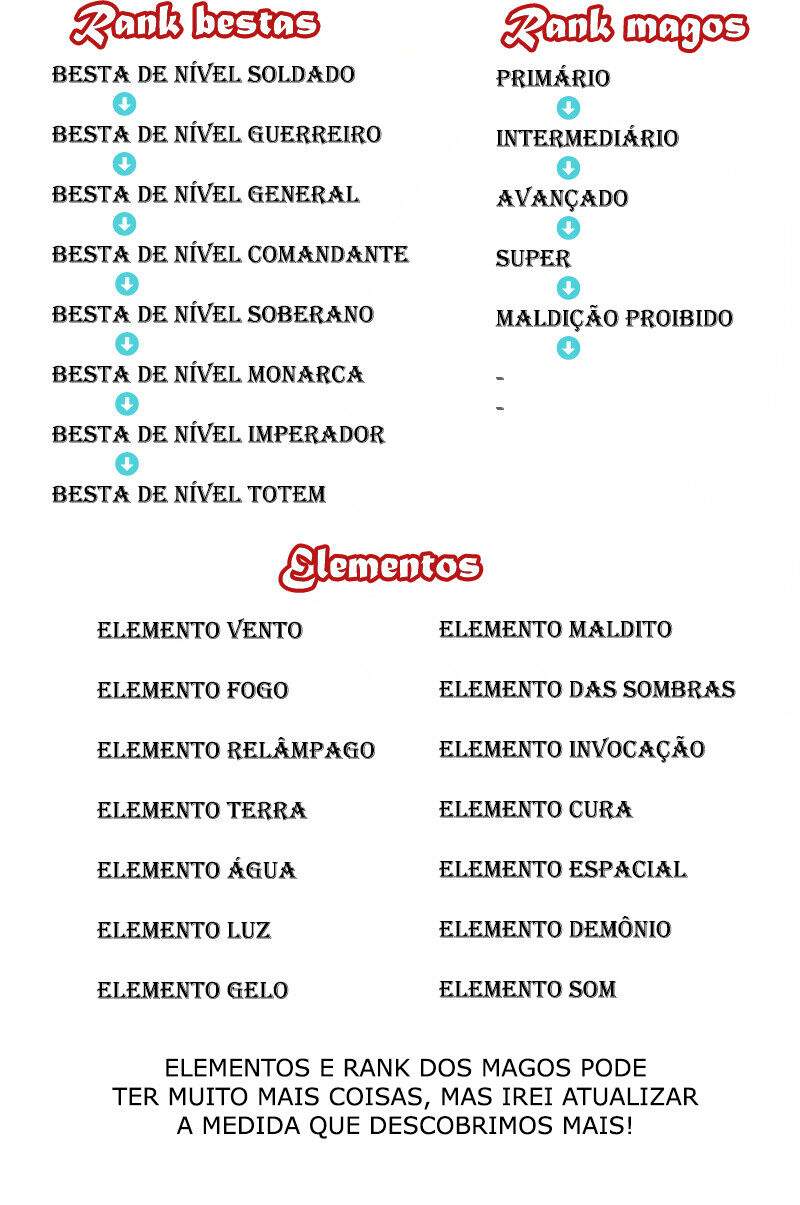 Rank bestas
BESTA DE NÍVEL SOLDADO
BESTA DE NÍVEL GUERREIRO
BESTA DE NÍVEL GENERAL
BESTA DE NÍVEL COMANDANTE
BESTA DE NÍVEL SOBERANO
BESTA DE NÍVEL MONARCA
BESTA DE NÍVEL IMPERADOR
BESTA DE NÍVEL TOTEM
Rank magos
PRIMÁRIO
INTERMEDIÁRIO
AVANÇADO
SUPER
MALDIÇÃO PROIBIDO
-
-
Elementos
ELEMENTO VENTO
ELEMENTO FOGO
ELEMENTO RELÂMPAGO
ELEMENTO TERRA
ELEMENTO ÁGUA
ELEMENTO LUZ
ELEMENTO GELO
ELEMENTO MALDITO
ELEMENTO DAS SOMBRAS
ELEMENTO INVOCAÇÃO
ELEMENTO CURA
ELEMENTO ESPACIAL
ELEMENTO DEMÔNIO
ELEMENTO SOM
ELEMENTOS E RANK DOS MAGOS PODE
TER MUITO MAIS COISAS, MAS IREI ATUALIZAR
A MEDIDA QUE DESCOBRIMOS MAIS!